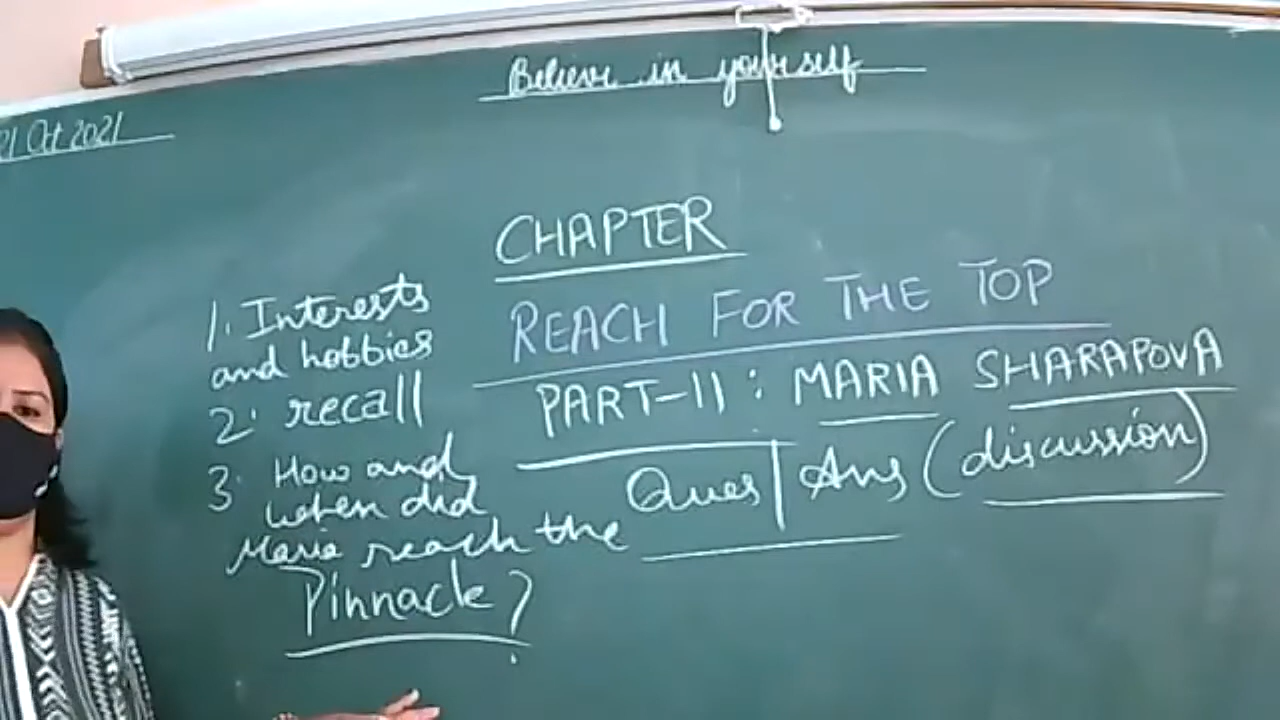 Believe in yourself
21 Oct 2021
CHAPTER
REACH FOR THE TOP
PART-II : MARIA SHARAPOVA
Ques | Ans (discussion)
1. Interests
and hobbies
2. recall
3. How and
when did
Maria reach the
Pinnacle?